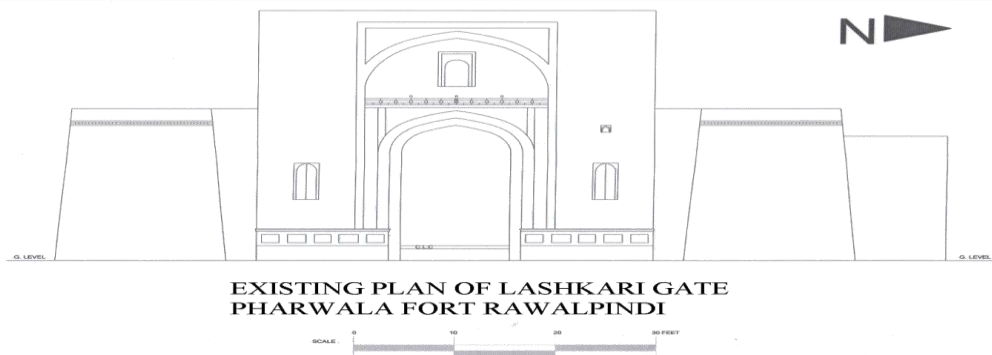 N
C.L.C
G. LEVEL
G. LEVEL
EXISTING PLAN OF LASHKARI GATE
PHARWALA FORT RAWALPINDI
SCALE .
0 10 20 30 FEET